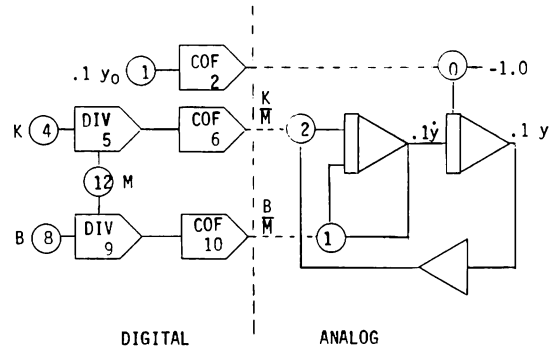 .1 y₀ 1 COF 2 0 -1.0
K 4 DIV 5 COF 6 K/M 2 .1ẏ .1 y
12 M
B 8 DIV 9 COF 10 B/M 1
DIGITAL ANALOG